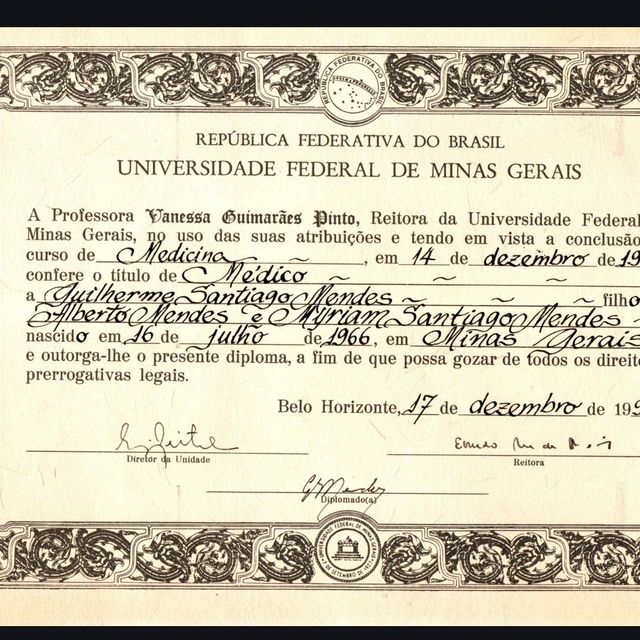 REPÚBLICA FEDERATIVA DO BRASIL
REPÚBLICA FEDERATIVA DO BRASIL
UNIVERSIDADE FEDERAL DE MINAS GERAIS
A Professora Vanessa Guimarães Pinto, Reitora da Universidade Federal
Minas Gerais, no uso das suas atribuições e tendo em vista a conclusão
curso de Medicina, em 14 de dezembro de 19
confere o título de Médico
a Guilherme Santiago Mendes filho
Alberto Mendes e Myriam Santiago Mendes
nascido em 16 de julho de 1966, em Minas Gerais
e outorga-lhe o presente diploma, a fim de que possa gozar de todos os direito
prerrogativas legais.
Belo Horizonte, 17 de dezembro de 199
Diretor da Unidade
Reitora
Diplomado(a)